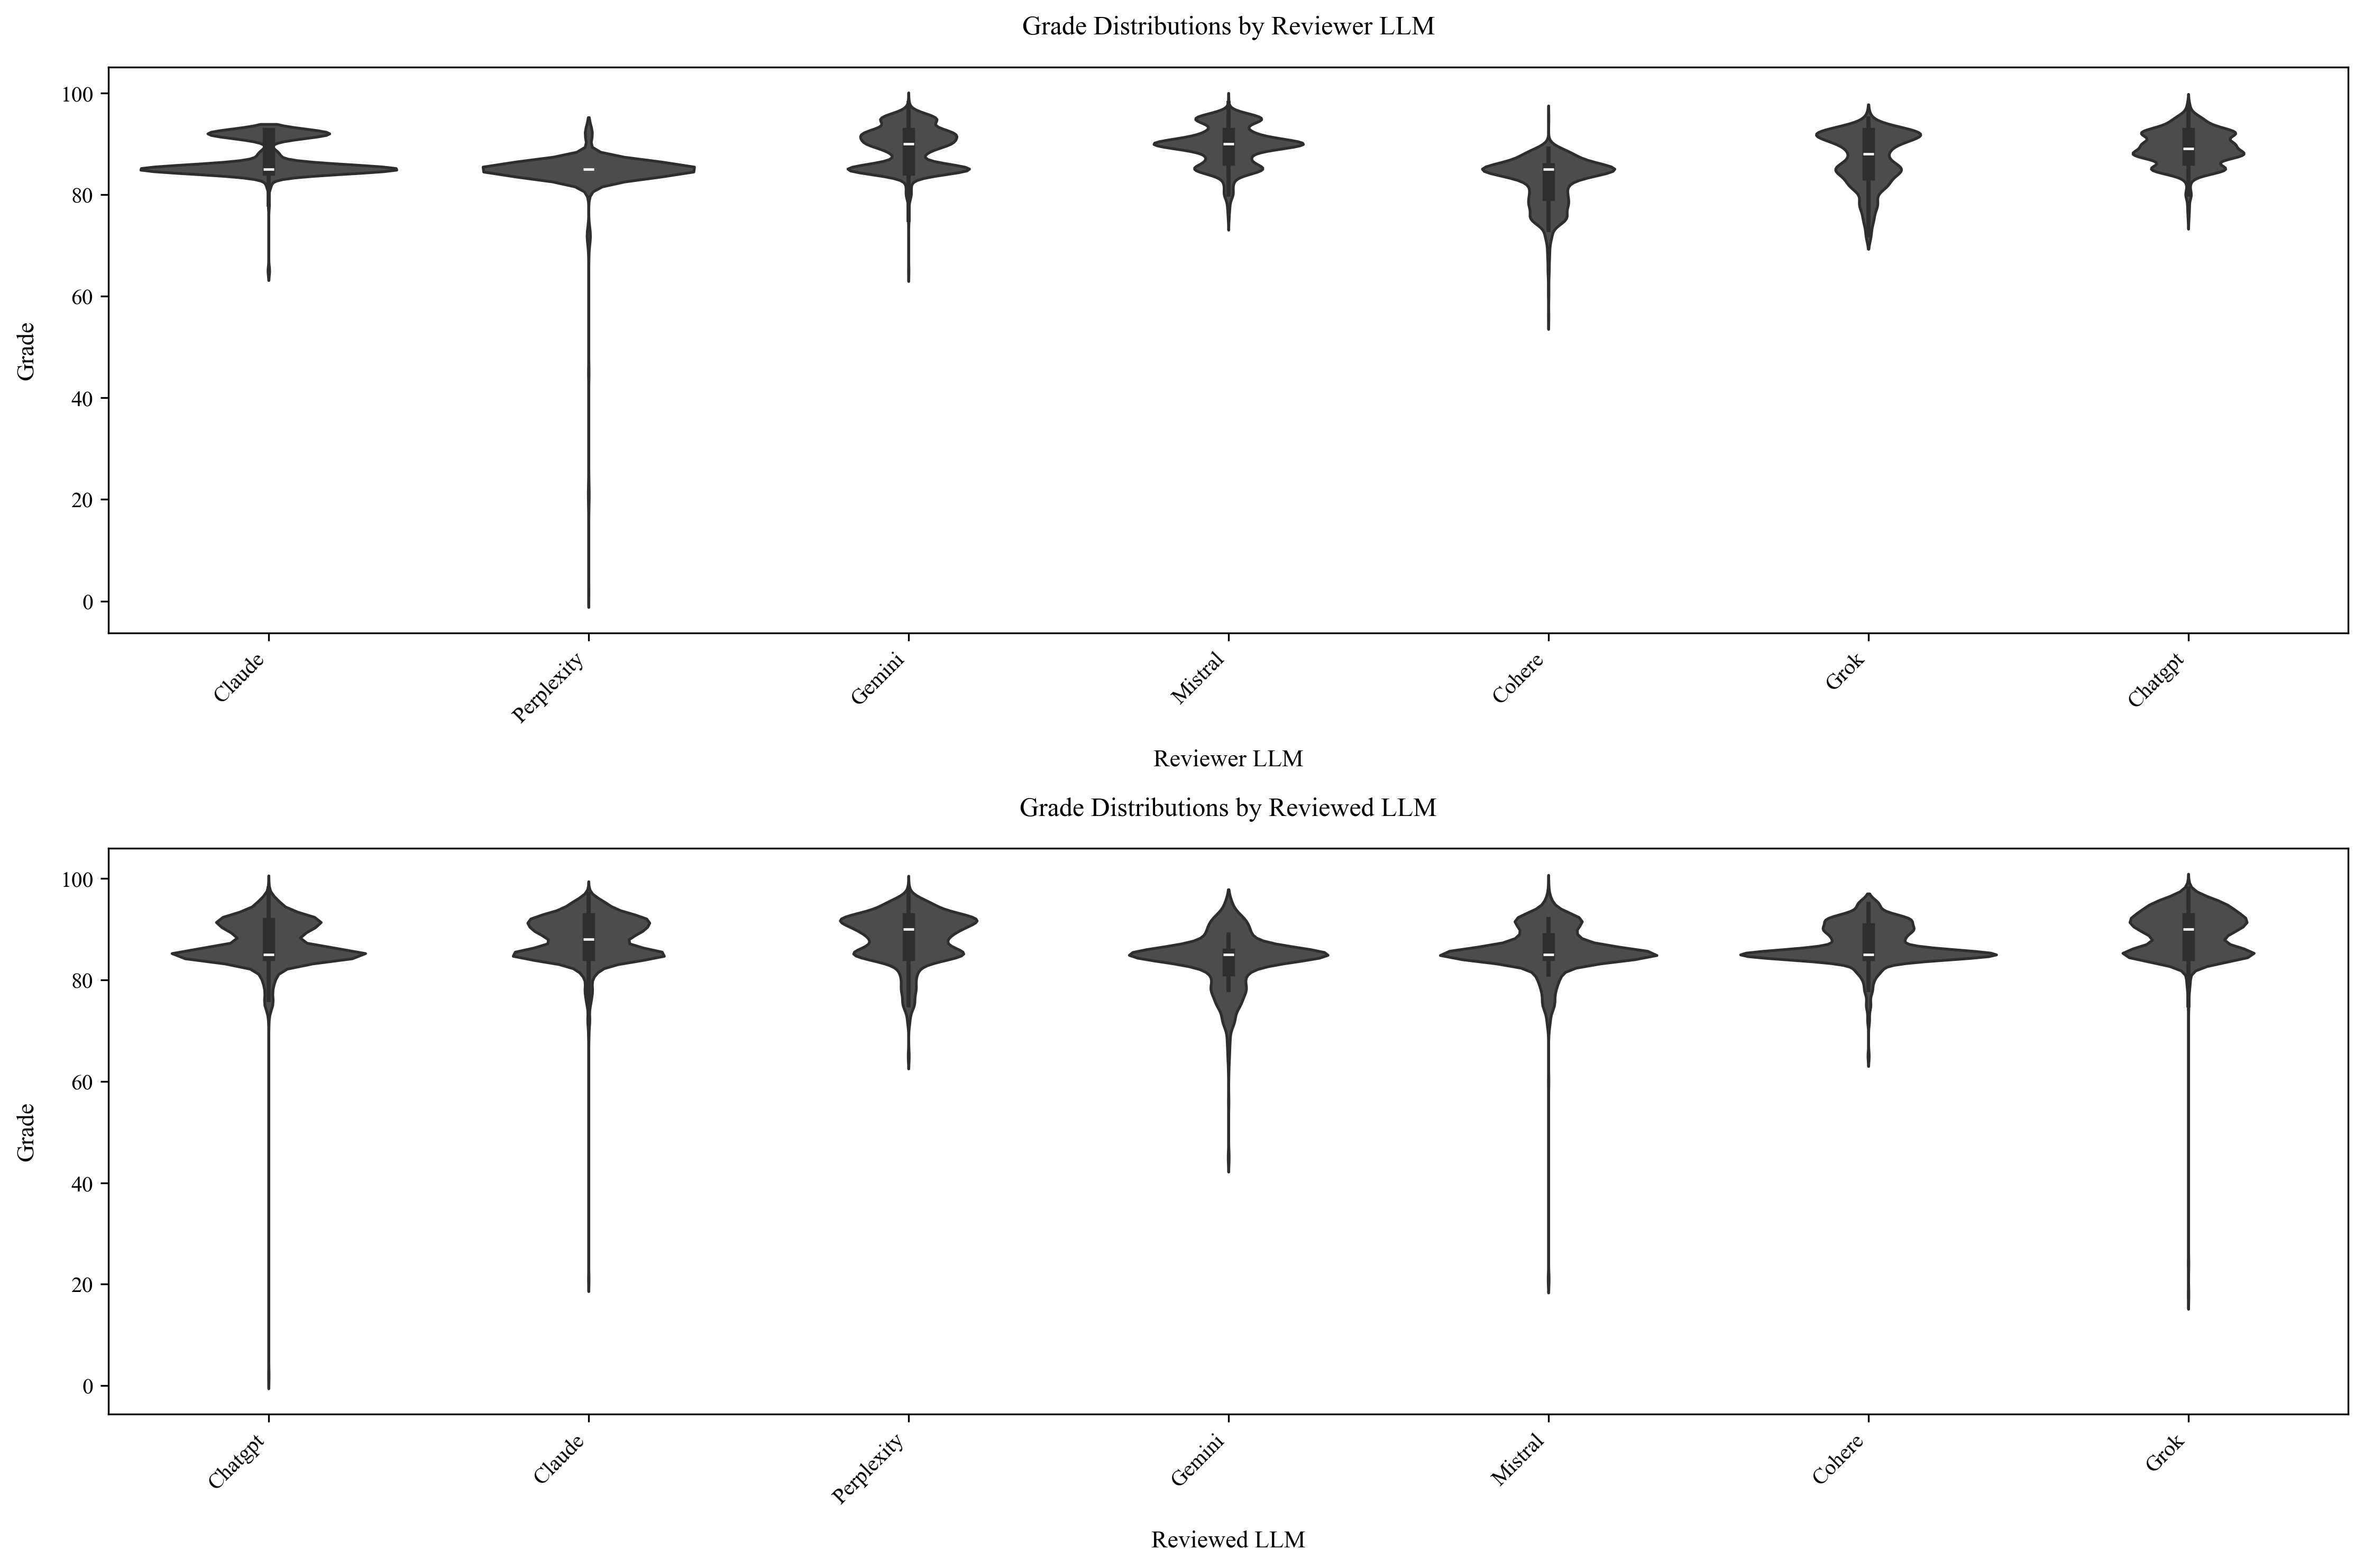 Grade Distributions by Reviewer LLM
100
80
60
40
20
0
Grade
Claude
Perplexity
Gemini
Mistral
Cohere
Grok
Chatgpt
Reviewer LLM
Grade Distributions by Reviewed LLM
100
80
60
40
20
0
Grade
Chatgpt
Claude
Perplexity
Gemini
Mistral
Cohere
Grok
Reviewed LLM